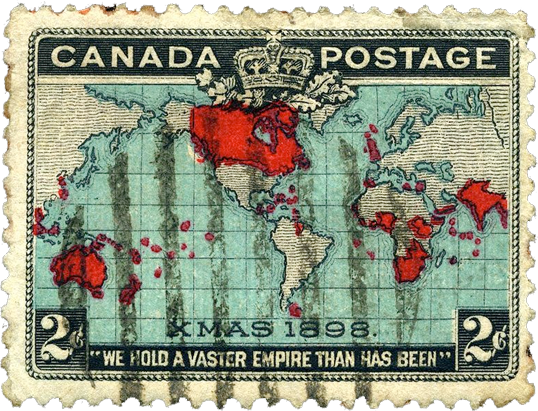 CANADA POSTAGE
XMAS 1898.
2¢ 2¢
"WE HOLD A VASTER EMPIRE THAN HAS BEEN"